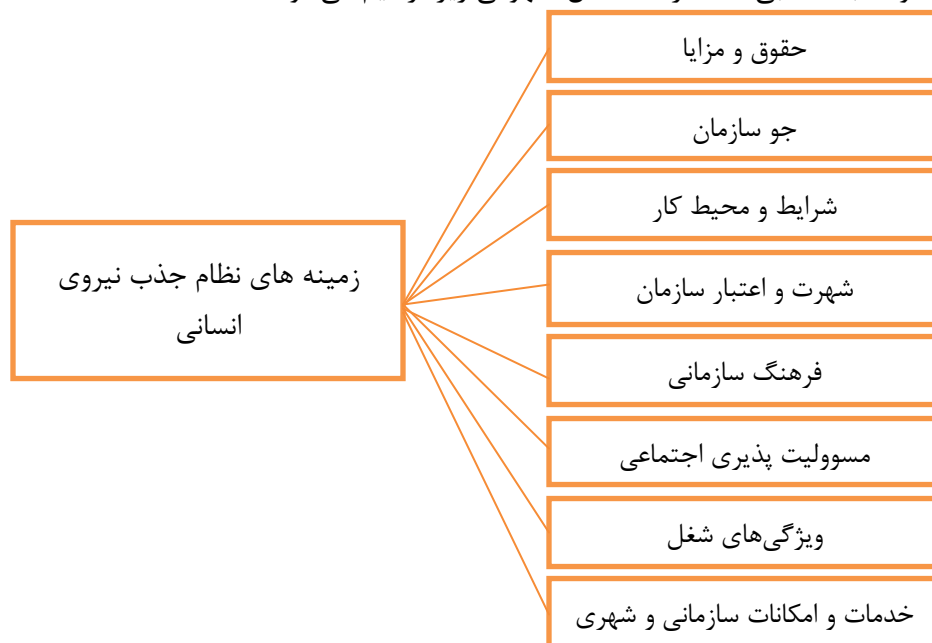 حقوق و مزایا
جو سازمان
شرایط و محیط کار
شهرت و اعتبار سازمان
زمینه های نظام جذب نیروی
انسانی
فرهنگ سازمانی
مسوولیت پذیری اجتماعی
ویژگی‌های شغل
خدمات و امکانات سازمانی و شهری